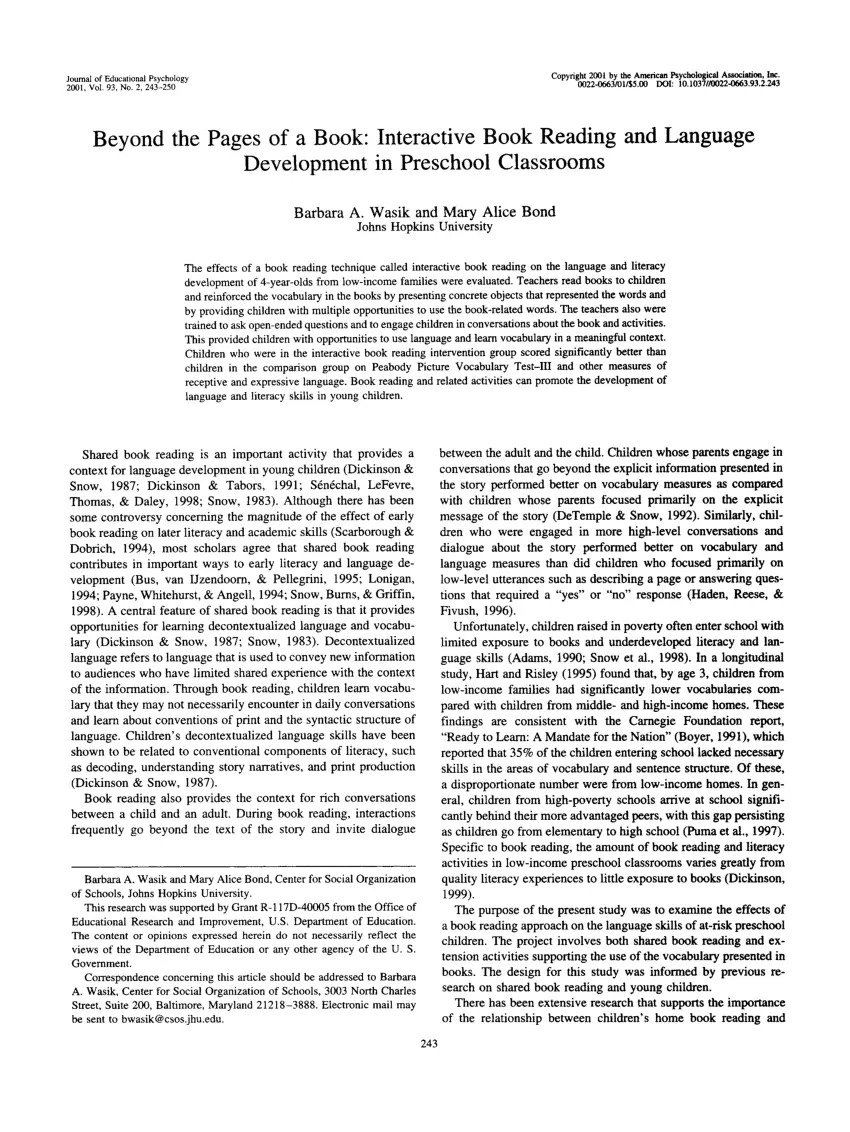 Journal of Educational Psychology
2001, Vol. 93, No. 2, 243–250
Copyright 2001 by the American Psychological Association, Inc.
0022-0663/01/$5.00 DOI: 10.1037//0022-0663.93.2.243
Beyond the Pages of a Book: Interactive Book Reading and Language
Development in Preschool Classrooms
Barbara A. Wasik and Mary Alice Bond
Johns Hopkins University
The effects of a book reading technique called interactive book reading on the language and literacy
development of 4-year-olds from low-income families were evaluated. Teachers read books to children
and reinforced the vocabulary in the books by presenting concrete objects that represented the words and
by providing children with multiple opportunities to use the book-related words. The teachers also were
trained to ask open-ended questions and to engage children in conversations about the book and activities.
This provided children with opportunities to use language and learn vocabulary in a meaningful context.
Children who were in the interactive book reading intervention group scored significantly better than
children in the comparison group on Peabody Picture Vocabulary Test–III and other measures of
receptive and expressive language. Book reading and related activities can promote the development of
language and literacy skills in young children.
Shared book reading is an important activity that provides a
context for language development in young children (Dickinson &
Snow, 1987; Dickinson & Tabors, 1991; Sénéchal, LeFevre,
Thomas, & Daley, 1998; Snow, 1983). Although there has been
some controversy concerning the magnitude of the effect of early
book reading on later literacy and academic skills (Scarborough &
Dobrich, 1994), most scholars agree that shared book reading
contributes in important ways to early literacy and language de-
velopment (Bus, van IJzendoorn, & Pellegrini, 1995; Lonigan,
1994; Payne, Whitehurst, & Angell, 1994; Snow, Burns, & Griffin,
1998). A central feature of shared book reading is that it provides
opportunities for learning decontextualized language and vocabu-
lary (Dickinson & Snow, 1987; Snow, 1983). Decontextualized
language refers to language that is used to convey new information
to audiences who have limited shared experience with the context
of the information. Through book reading, children learn vocabu-
lary that they may not necessarily encounter in daily conversations
and learn about conventions of print and the syntactic structure of
language. Children's decontextualized language skills have been
shown to be related to conventional components of literacy, such
as decoding, understanding story narratives, and print production
(Dickinson & Snow, 1987).
Book reading also provides the context for rich conversations
between a child and an adult. During book reading, interactions
frequently go beyond the text of the story and invite dialogue
Barbara A. Wasik and Mary Alice Bond, Center for Social Organization
of Schools, Johns Hopkins University.
This research was supported by Grant R-117D-40005 from the Office of
Educational Research and Improvement, U.S. Department of Education.
The content or opinions expressed herein do not necessarily reflect the
views of the Department of Education or any other agency of the U. S.
Government.
Correspondence concerning this article should be addressed to Barbara
A. Wasik, Center for Social Organization of Schools, 3003 North Charles
Street, Suite 200, Baltimore, Maryland 21218–3888. Electronic mail may
be sent to bwasik@csos.jhu.edu.
between the adult and the child. Children whose parents engage in
conversations that go beyond the explicit information presented in
the story performed better on vocabulary measures as compared
with children whose parents focused primarily on the explicit
message of the story (DeTemple & Snow, 1992). Similarly, chil-
dren who were engaged in more high-level conversations and
dialogue about the story performed better on vocabulary and
language measures than did children who focused primarily on
low-level utterances such as describing a page or answering ques-
tions that required a "yes" or "no" response (Haden, Reese, &
Fivush, 1996).
Unfortunately, children raised in poverty often enter school with
limited exposure to books and underdeveloped literacy and lan-
guage skills (Adams, 1990; Snow et al., 1998). In a longitudinal
study, Hart and Risley (1995) found that, by age 3, children from
low-income families had significantly lower vocabularies com-
pared with children from middle- and high-income homes. These
findings are consistent with the Carnegie Foundation report,
"Ready to Learn: A Mandate for the Nation" (Boyer, 1991), which
reported that 35% of the children entering school lacked necessary
skills in the areas of vocabulary and sentence structure. Of these,
a disproportionate number were from low-income homes. In gen-
eral, children from high-poverty schools arrive at school signifi-
cantly behind their more advantaged peers, with this gap persisting
as children go from elementary to high school (Puma et al., 1997).
Specific to book reading, the amount of book reading and literacy
activities in low-income preschool classrooms varies greatly from
quality literacy experiences to little exposure to books (Dickinson,
1999).
The purpose of the present study was to examine the effects of
a book reading approach on the language skills of at-risk preschool
children. The project involves both shared book reading and ex-
tension activities supporting the use of the vocabulary presented in
books. The design for this study was informed by previous re-
search on shared book reading and young children.
There has been extensive research that supports the importance
of the relationship between children's home book reading and
243